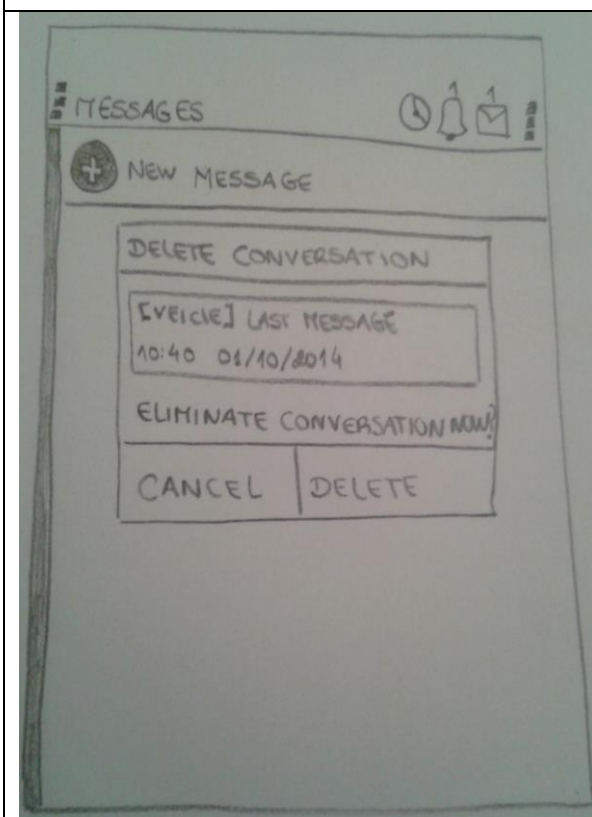 MESSAGES 1 1
NEW MESSAGE
DELETE CONVERSATION
[VEICLE] LAST MESSAGE
10:40 01/10/2014
ELIMINATE CONVERSATION NOW?
CANCEL DELETE